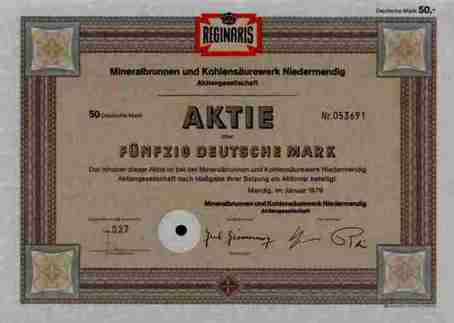 Deutsche Mark 50,-
REGINARIS
Mineralbrunnen und Kohlensäurewerk Niedermendig
Aktiengesellschaft
50 Deutsche Mark
AKTIE
Nr. 053691
über
FÜNFZIG DEUTSCHE MARK
Der Inhaber dieser Aktie ist bei der Mineralbrunnen und Kohlensäurewerk Niedermendig
Aktiengesellschaft nach Maßgabe ihrer Satzung als Aktionär beteiligt.
Mendig, im Januar 1979
Mineralbrunnen und Kohlensäurewerk Niedermendig
Aktiengesellschaft
027